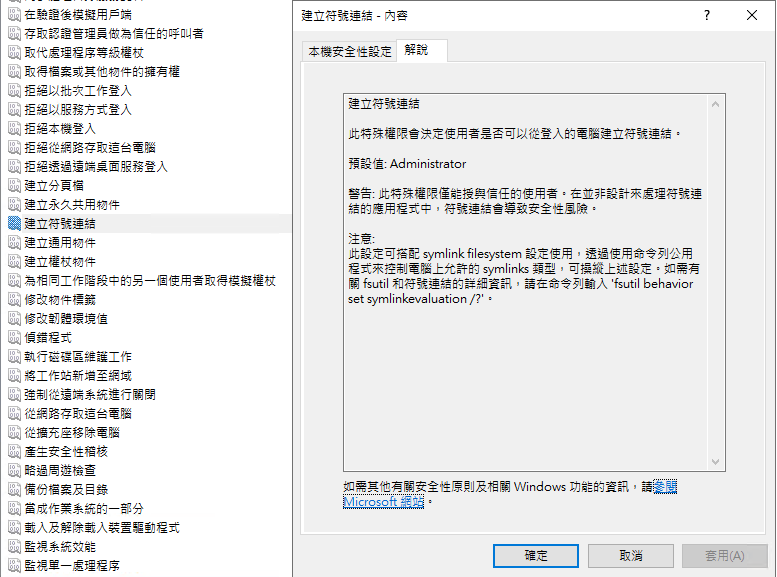 在驗證後模擬用戶端
存取認證管理員做為信任的呼叫者
取代處理程序等級權杖
取得檔案或其他物件的擁有權
拒絕以批次工作登入
拒絕以服務方式登入
拒絕本機登入
拒絕從網路存取這台電腦
拒絕透過遠端桌面服務登入
建立分頁檔
建立永久共用物件
建立符號連結
建立通用物件
建立權杖物件
為相同工作階段中的另一個使用者取得模擬權杖
修改物件標籤
修改韌體環境值
偵錯程式
執行磁碟區維護工作
將工作站新增至網域
強制從遠端系統進行關閉
從網路存取這台電腦
從擴充座移除電腦
產生安全性稽核
略過周遊檢查
備份檔案及目錄
當成作業系統的一部分
載入及解除載入裝置驅動程式
監視系統效能
監視單一處理程序
建立符號連結 - 內容
?
本機安全性設定 解說
建立符號連結
此特殊權限會決定使用者是否可以從登入的電腦建立符號連結。
預設值: Administrator
警告: 此特殊權限僅能授與信任的使用者。在並非設計來處理符號連
結的應用程式中，符號連結會導致安全性風險。
注意:
此設定可搭配 symlink filesystem 設定使用，透過使用命令列公用
程式來控制電腦上允許的 symlinks 類型，可操縱上述設定。如需有
關 fsutil 和符號連結的詳細資訊，請在命令列輸入 'fsutil behavior
set symlinkevaluation /?'。
如需其他有關安全性原則及相關 Windows 功能的資訊，請參閱
Microsoft 網站。
確定 取消 套用(A)